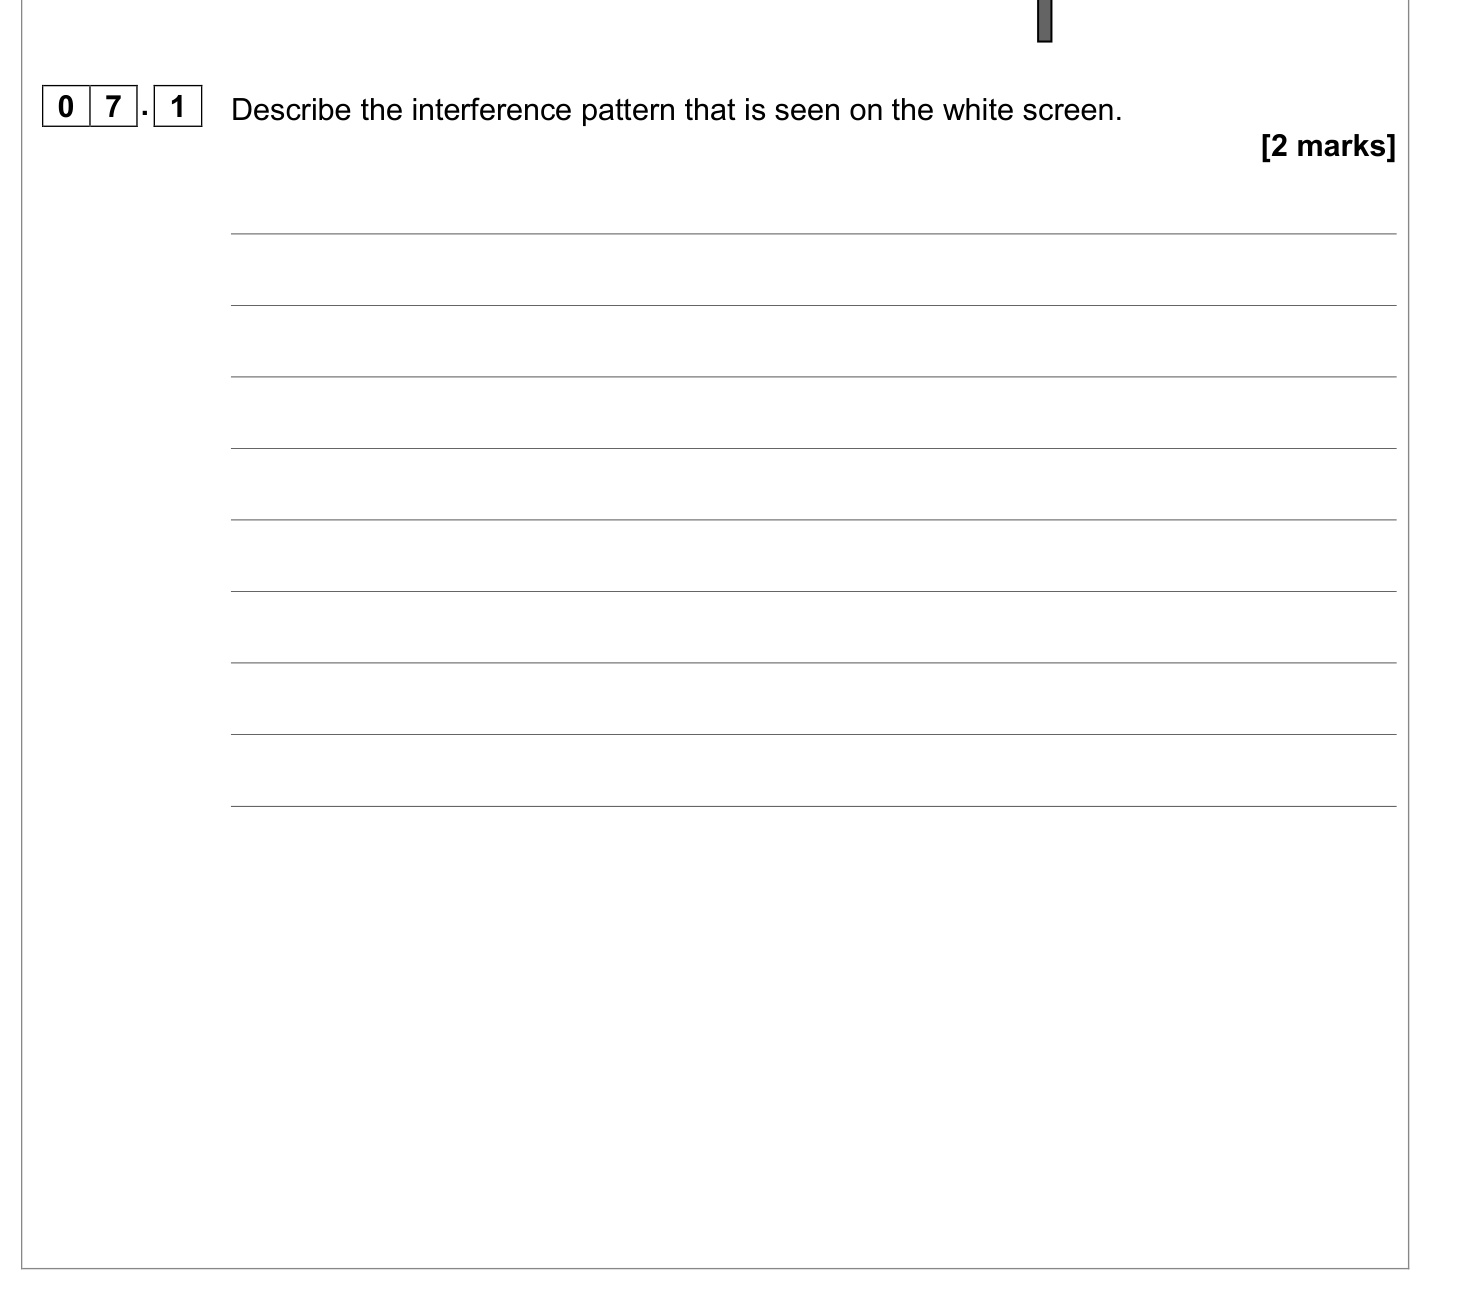 0 7 . 1 Describe the interference pattern that is seen on the white screen.
[2 marks]